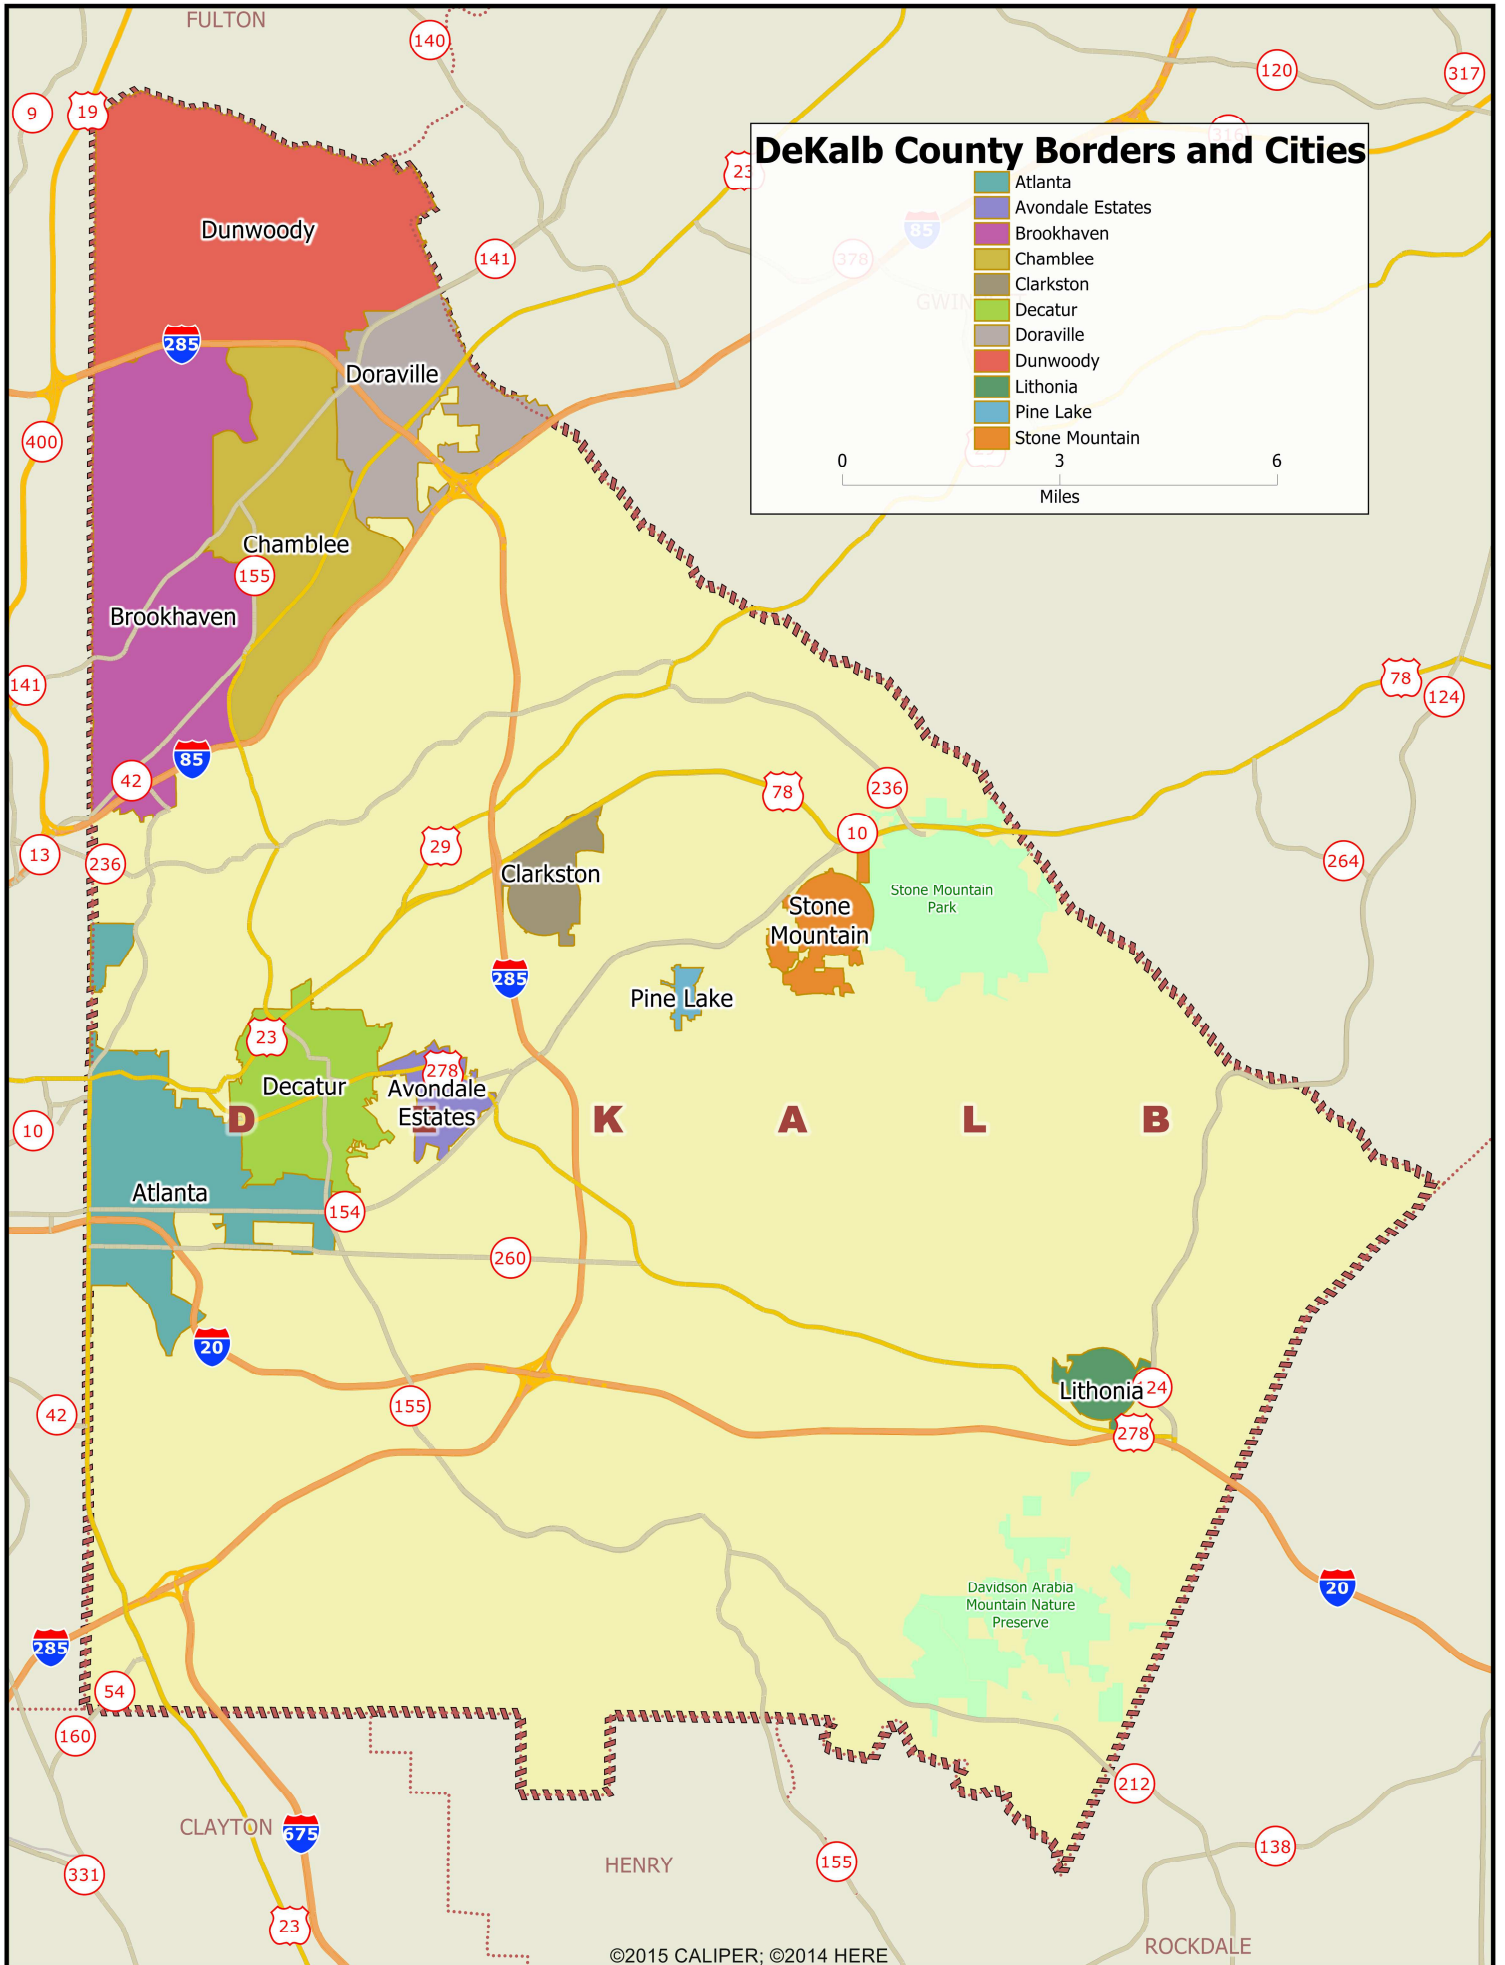 FULTON
140
120
317
9
19
316
DeKalb County Borders and Cities
23
Atlanta
Avondale Estates
Brookhaven
85
Chamblee
378
Clarkston
Decatur
Doraville
Dunwoody
Lithonia
Pine Lake
Stone Mountain
0 3 6
Miles
Dunwoody
141
285
Doraville
400
Chamblee
155
Brookhaven
141
78
124
85
42
78
236
10
13
236
29
264
Clarkston
Stone Mountain
Park
Stone
Mountain
285
Pine Lake
23
278
Decatur
Avondale
Estates
D E K A L B
10
Atlanta
154
260
20
124
Lithonia
42
155
278
20
Davidson Arabia
Mountain Nature
Preserve
285
54
160
212
CLAYTON
675
138
HENRY
155
331
23
ROCKDALE
©2015 CALIPER; ©2014 HERE